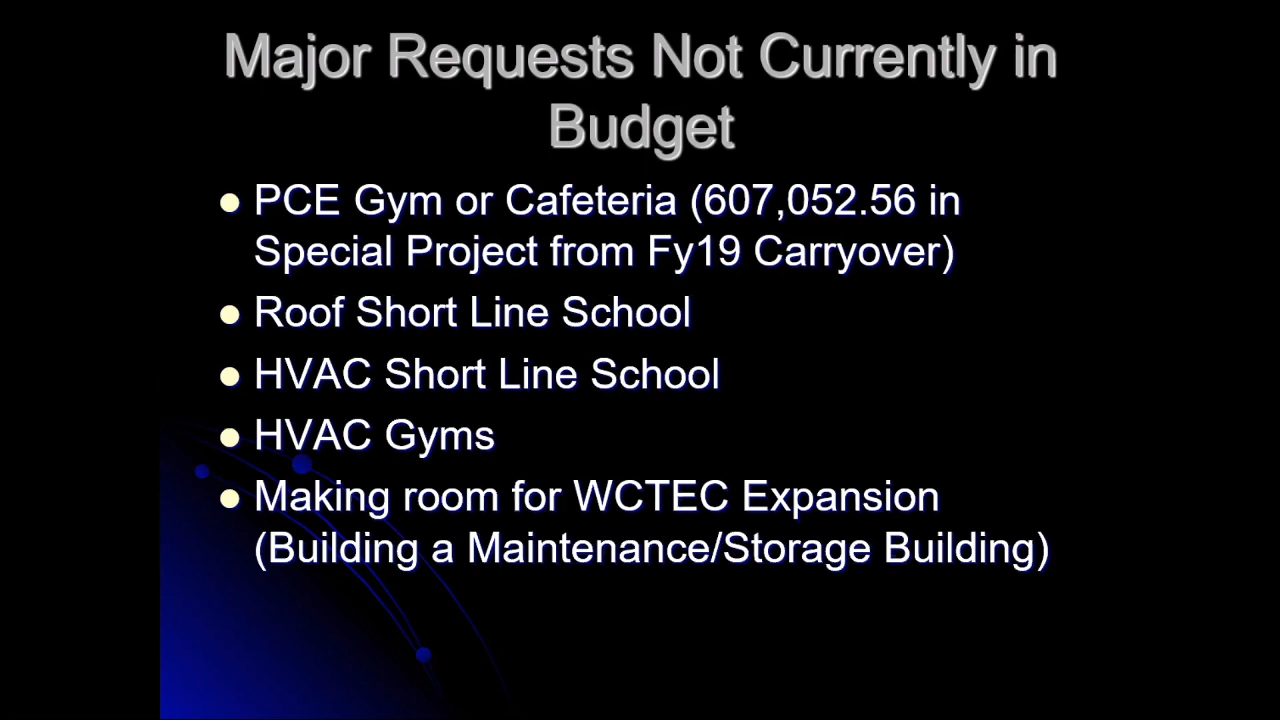 Major Requests Not Currently in
Budget
PCE Gym or Cafeteria (607,052.56 in
Special Project from Fy19 Carryover)
Roof Short Line School
HVAC Short Line School
HVAC Gyms
Making room for WCTEC Expansion
(Building a Maintenance/Storage Building)